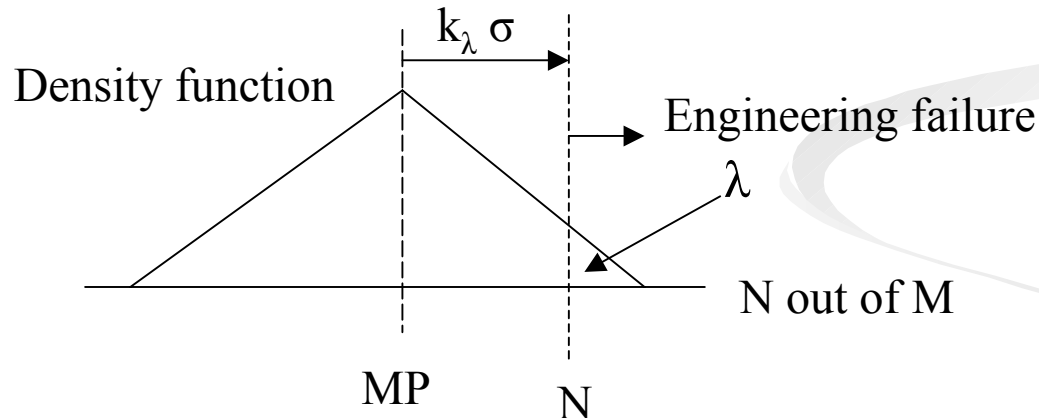 k_λ σ
Density function
Engineering failure
λ
N out of M
MP
N